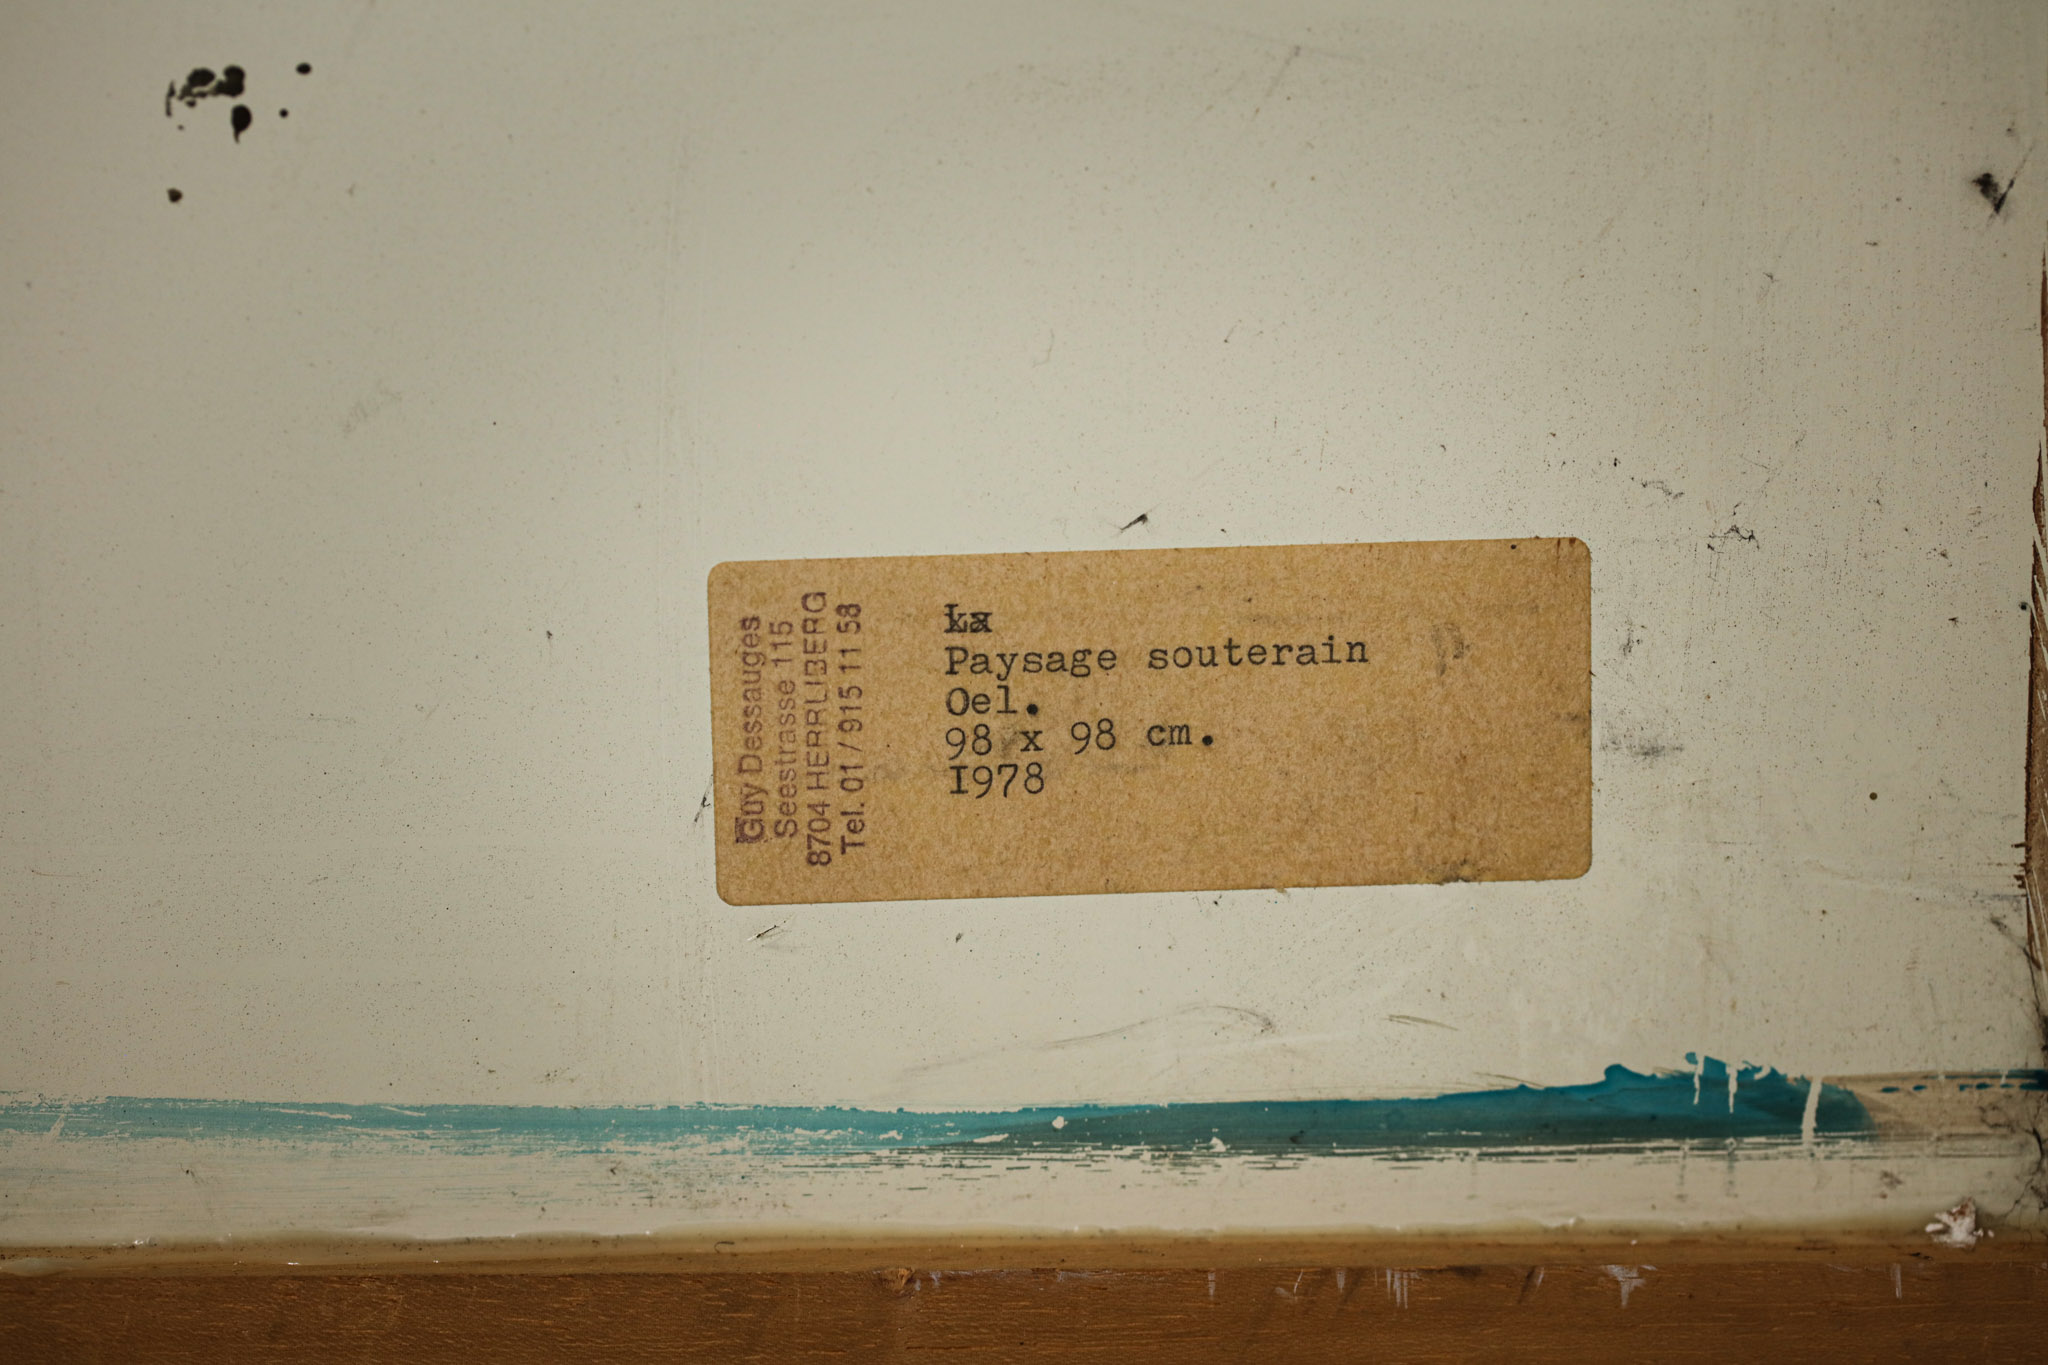 Guy Dessauges
Seestrasse 115
8704 HERRLIBERG
Tel. 01 / 915 11 58
Paysage souterain
Oel.
98 x 98 cm.
I978